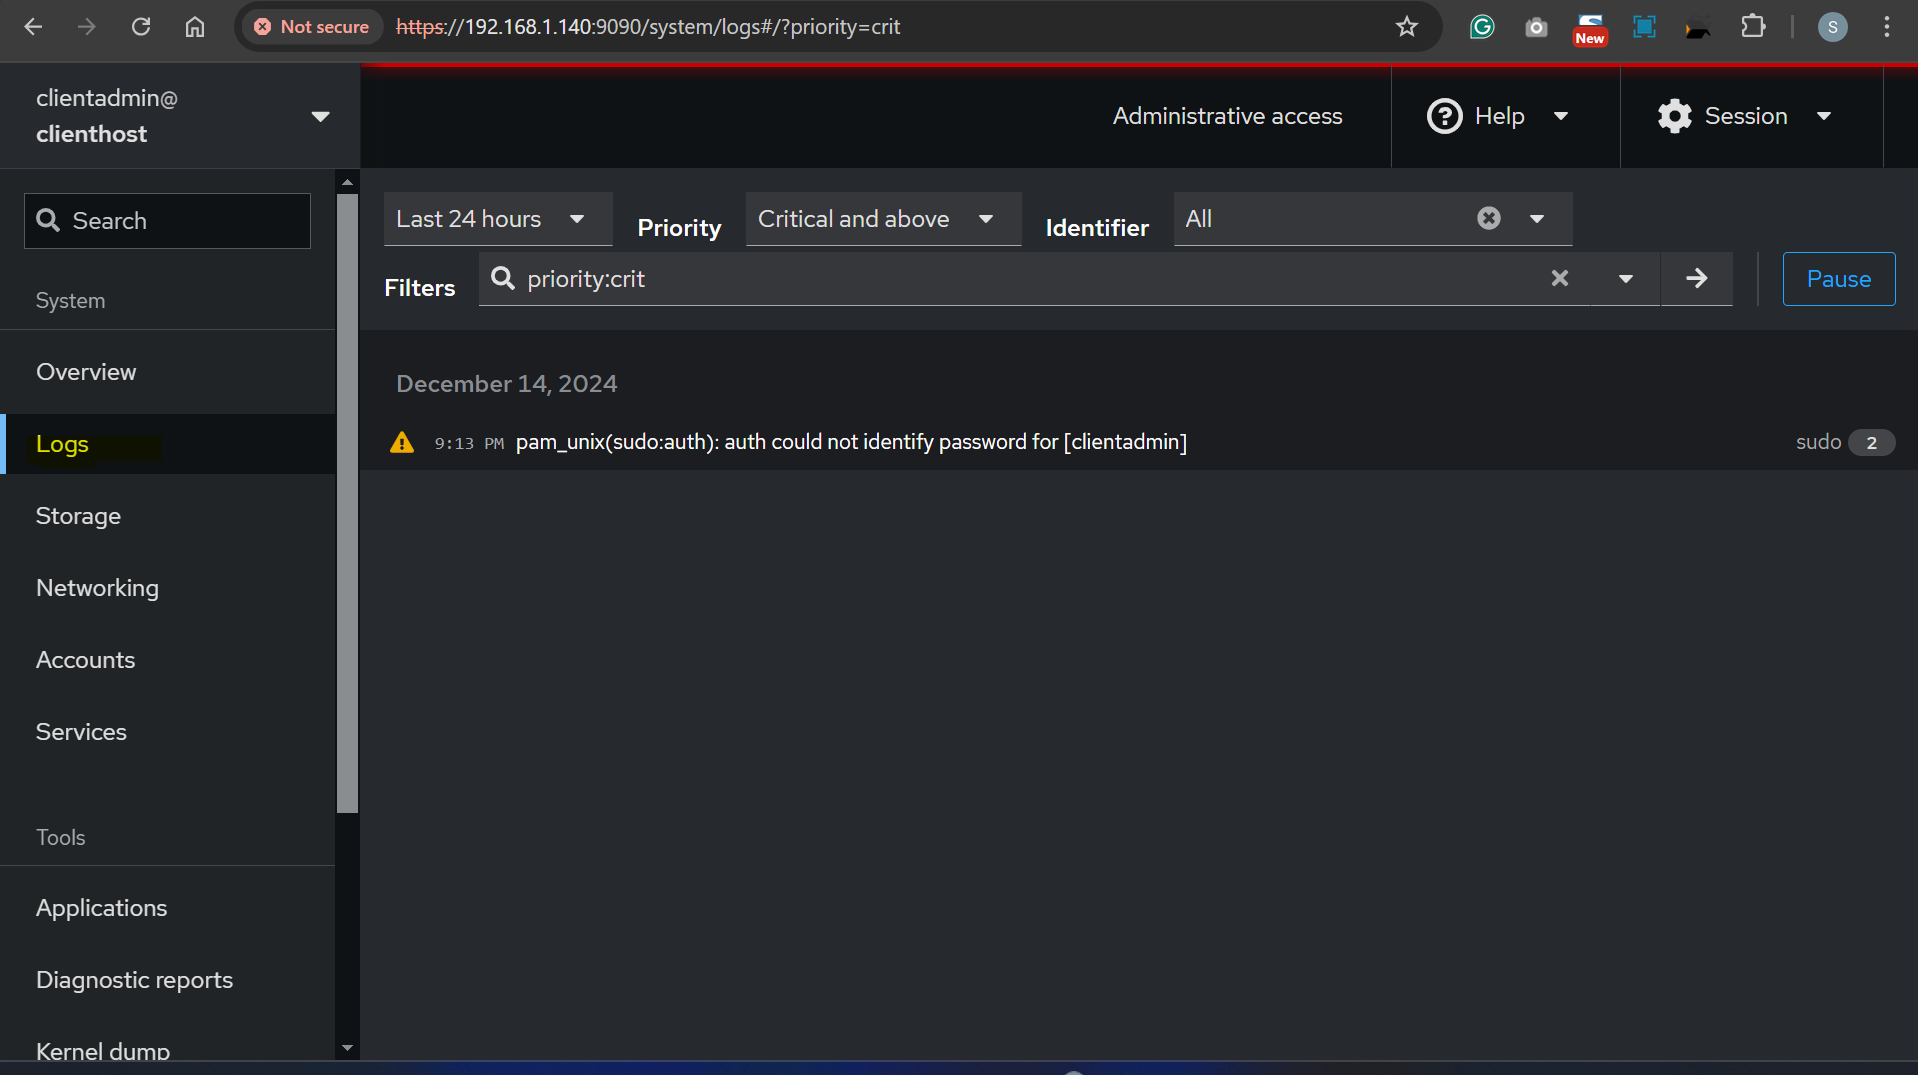 Not secure https://192.168.1.140:9090/system/logs#/?priority=crit New S
clientadmin@
clienthost
Administrative access Help Session
Search
Last 24 hours Priority Critical and above Identifier All
Filters priority:crit Pause
System
Overview
Logs
Storage
Networking
Accounts
Services
Tools
Applications
Diagnostic reports
Kernel dump
December 14, 2024
9:13 PM pam_unix(sudo:auth): auth could not identify password for [clientadmin] sudo 2